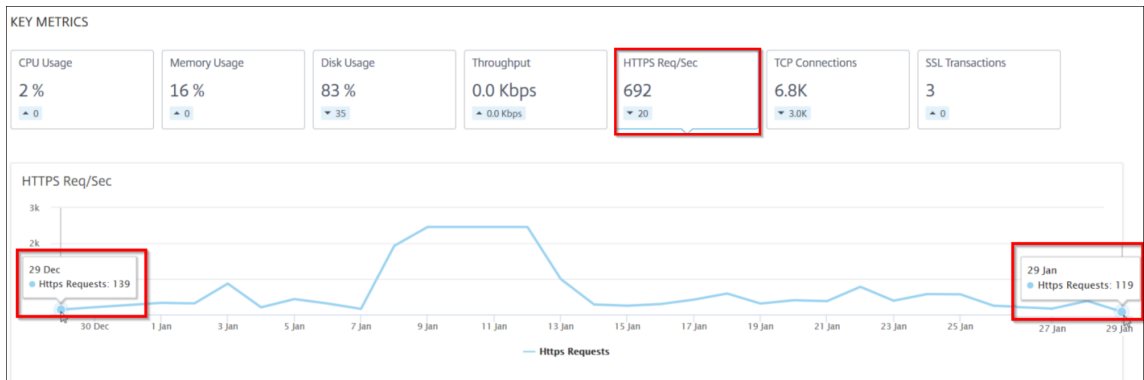 KEY METRICS
CPU Usage
2 %
▲ 0
Memory Usage
16 %
▲ 0
Disk Usage
83 %
▼ 35
Throughput
0.0 Kbps
▲ 0.0 Kbps
HTTPS Req/Sec
692
▼ 20
TCP Connections
6.8K
▼ 3.0K
SSL Transactions
3
▲ 0
HTTPS Req/Sec
3k
2k
29 Dec
Https Requests: 139
29 Jan
Https Requests: 119
30 Dec 1 Jan 3 Jan 5 Jan 7 Jan 9 Jan 11 Jan 13 Jan 15 Jan 17 Jan 19 Jan 21 Jan 23 Jan 25 Jan 27 Jan 29 Jan
Https Requests